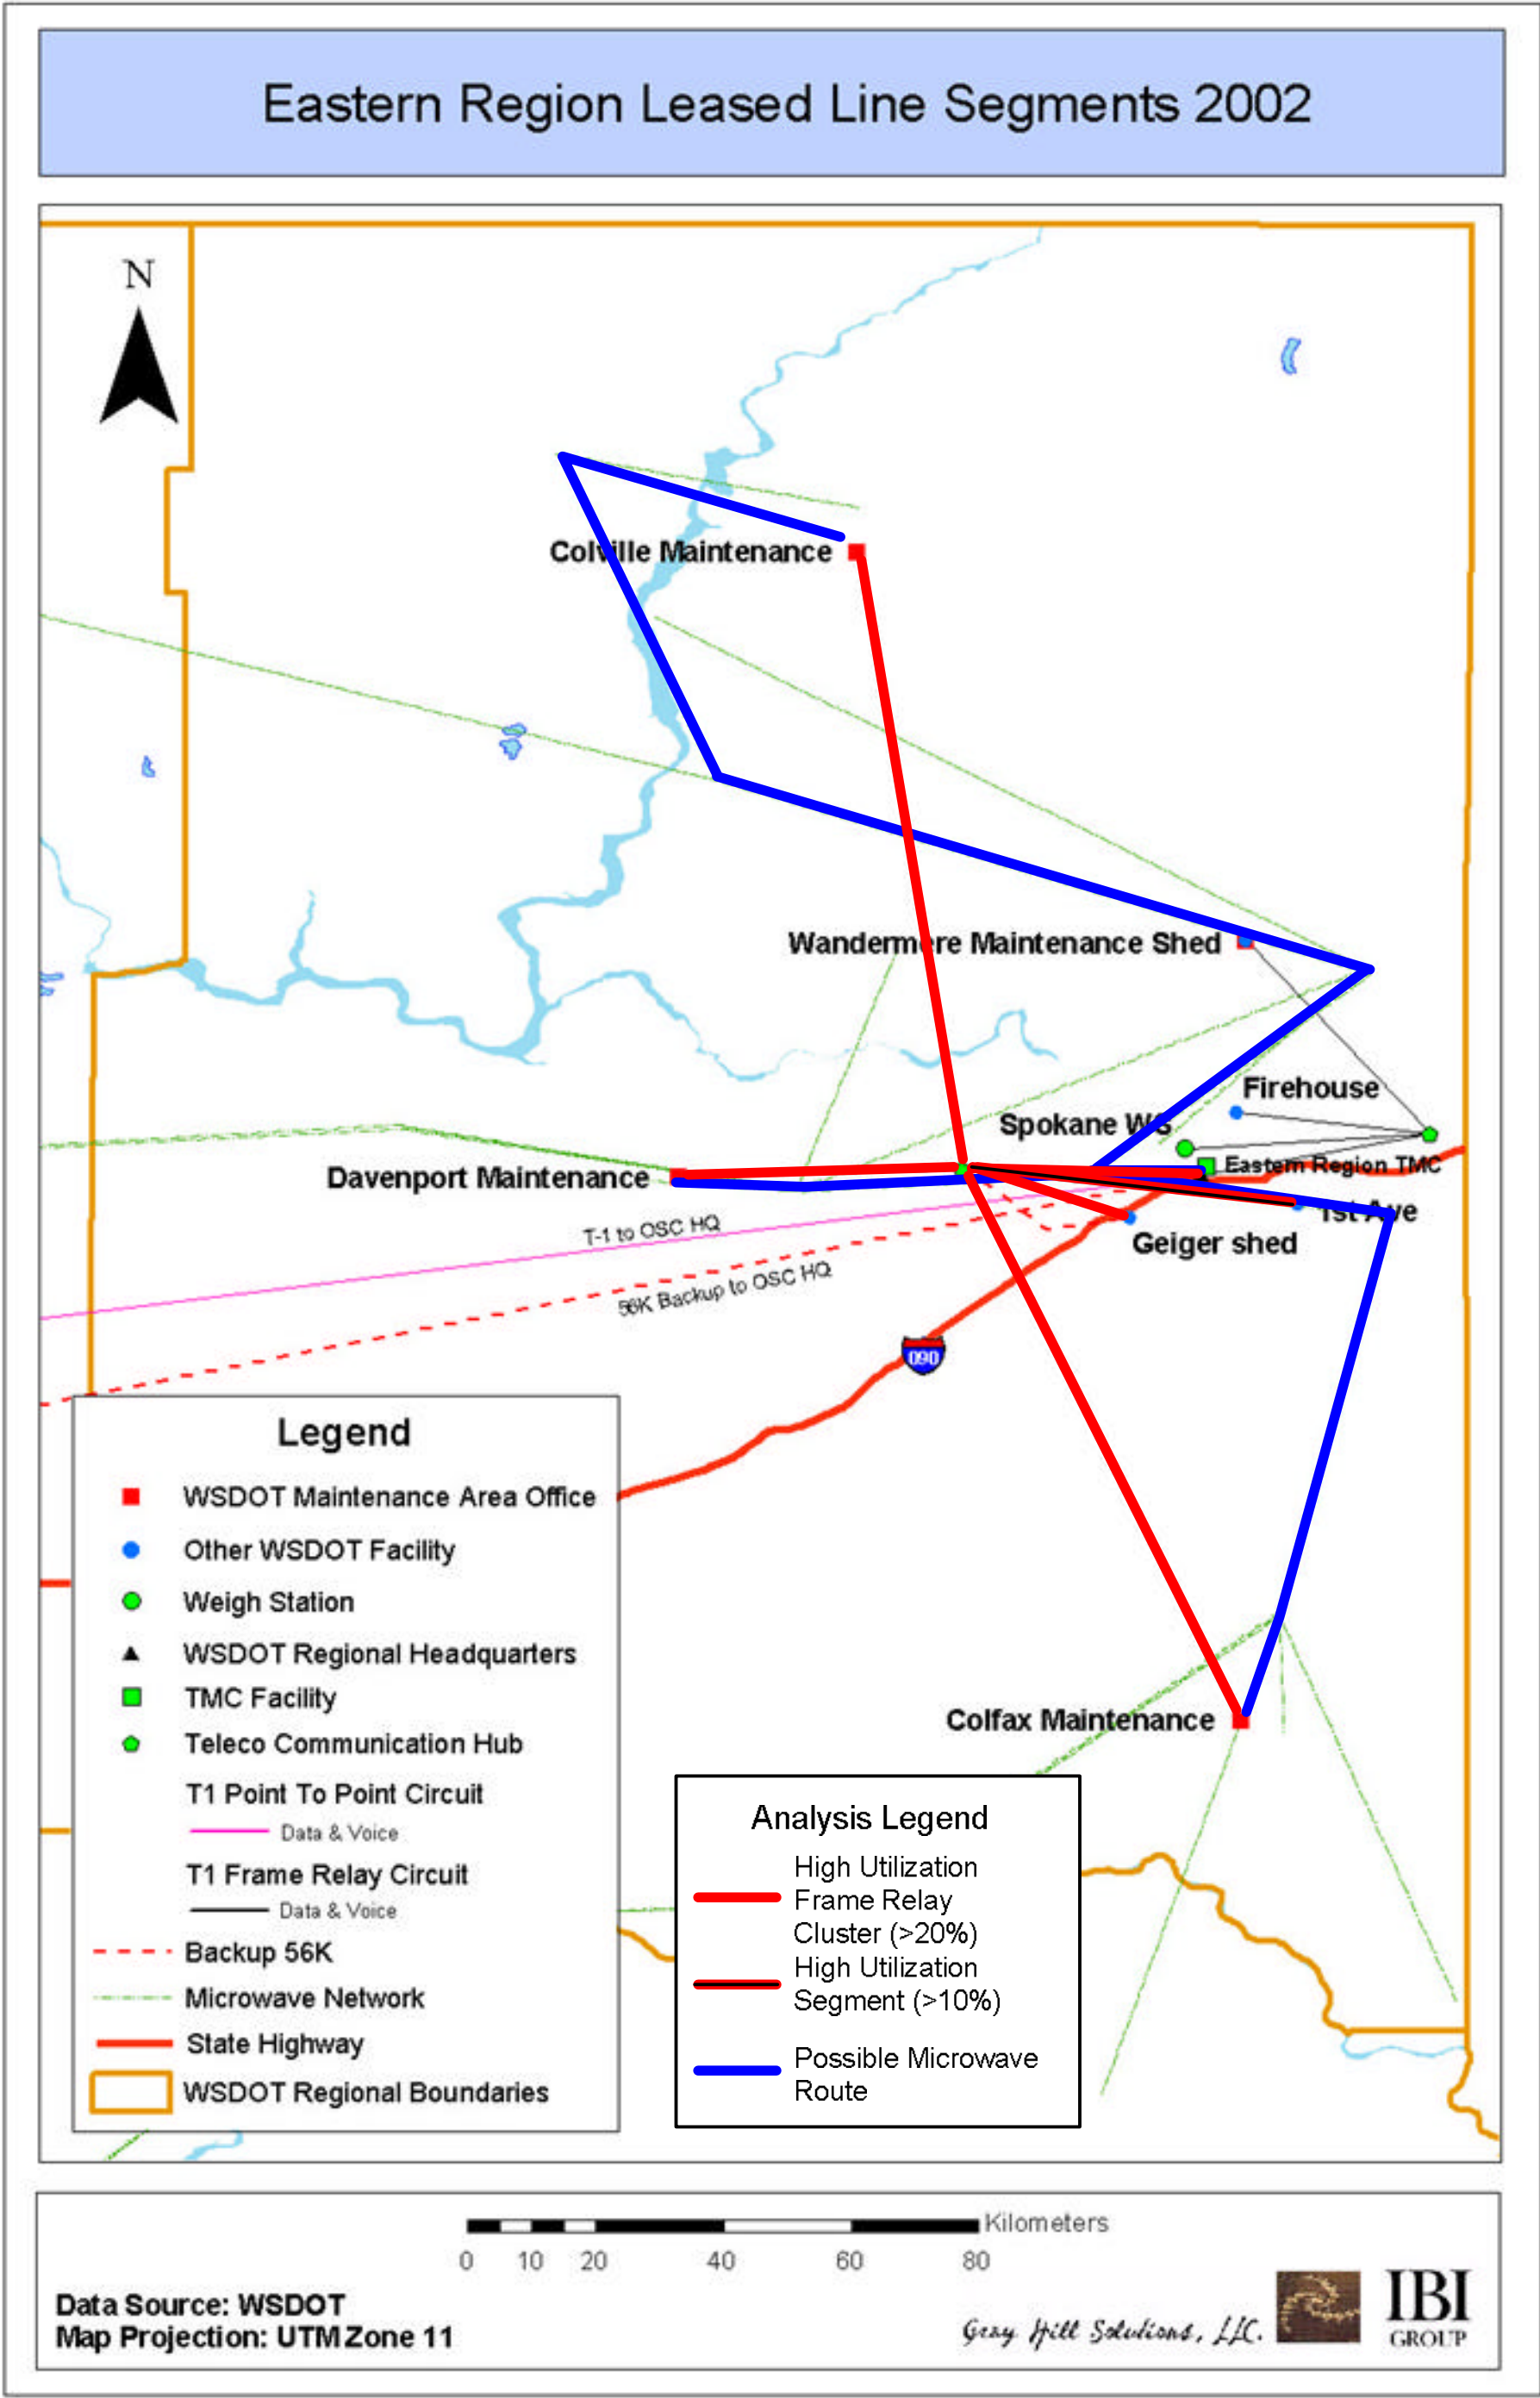 Eastern Region Leased Line Segments 2002
N
Colville Maintenance
Wandermere Maintenance Shed
Firehouse
Spokane WS
Eastern Region TMC
Davenport Maintenance
1st Ave
T-1 to OSC HQ
Geiger shed
56K Backup to OSC HQ
090
Legend
WSDOT Maintenance Area Office
Other WSDOT Facility
Weigh Station
WSDOT Regional Headquarters
TMC Facility
Teleco Communication Hub
T1 Point To Point Circuit
Data & Voice
T1 Frame Relay Circuit
Data & Voice
Backup 56K
Microwave Network
State Highway
WSDOT Regional Boundaries
Colfax Maintenance
Analysis Legend
High Utilization
Frame Relay
Cluster (>20%)
High Utilization
Segment (>10%)
Possible Microwave
Route
Kilometers
0 10 20 40 60 80
Data Source: WSDOT
Map Projection: UTM Zone 11
Gray Hill Solutions, LLC.
IBI
GROUP